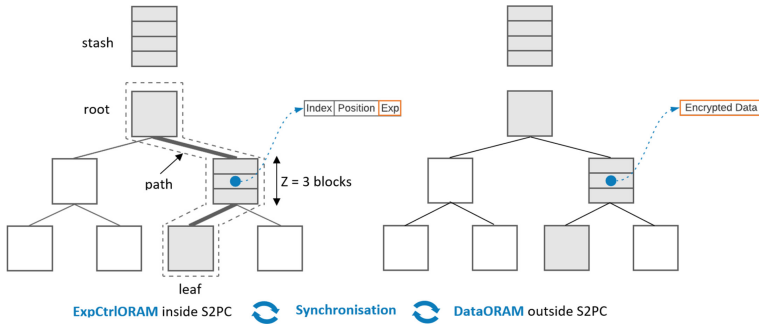 stash
root
Index Position Exp
Encrypted Data
path
Z = 3 blocks
leaf
ExpCtrlORAM inside S2PC Synchronisation DataORAM outside S2PC